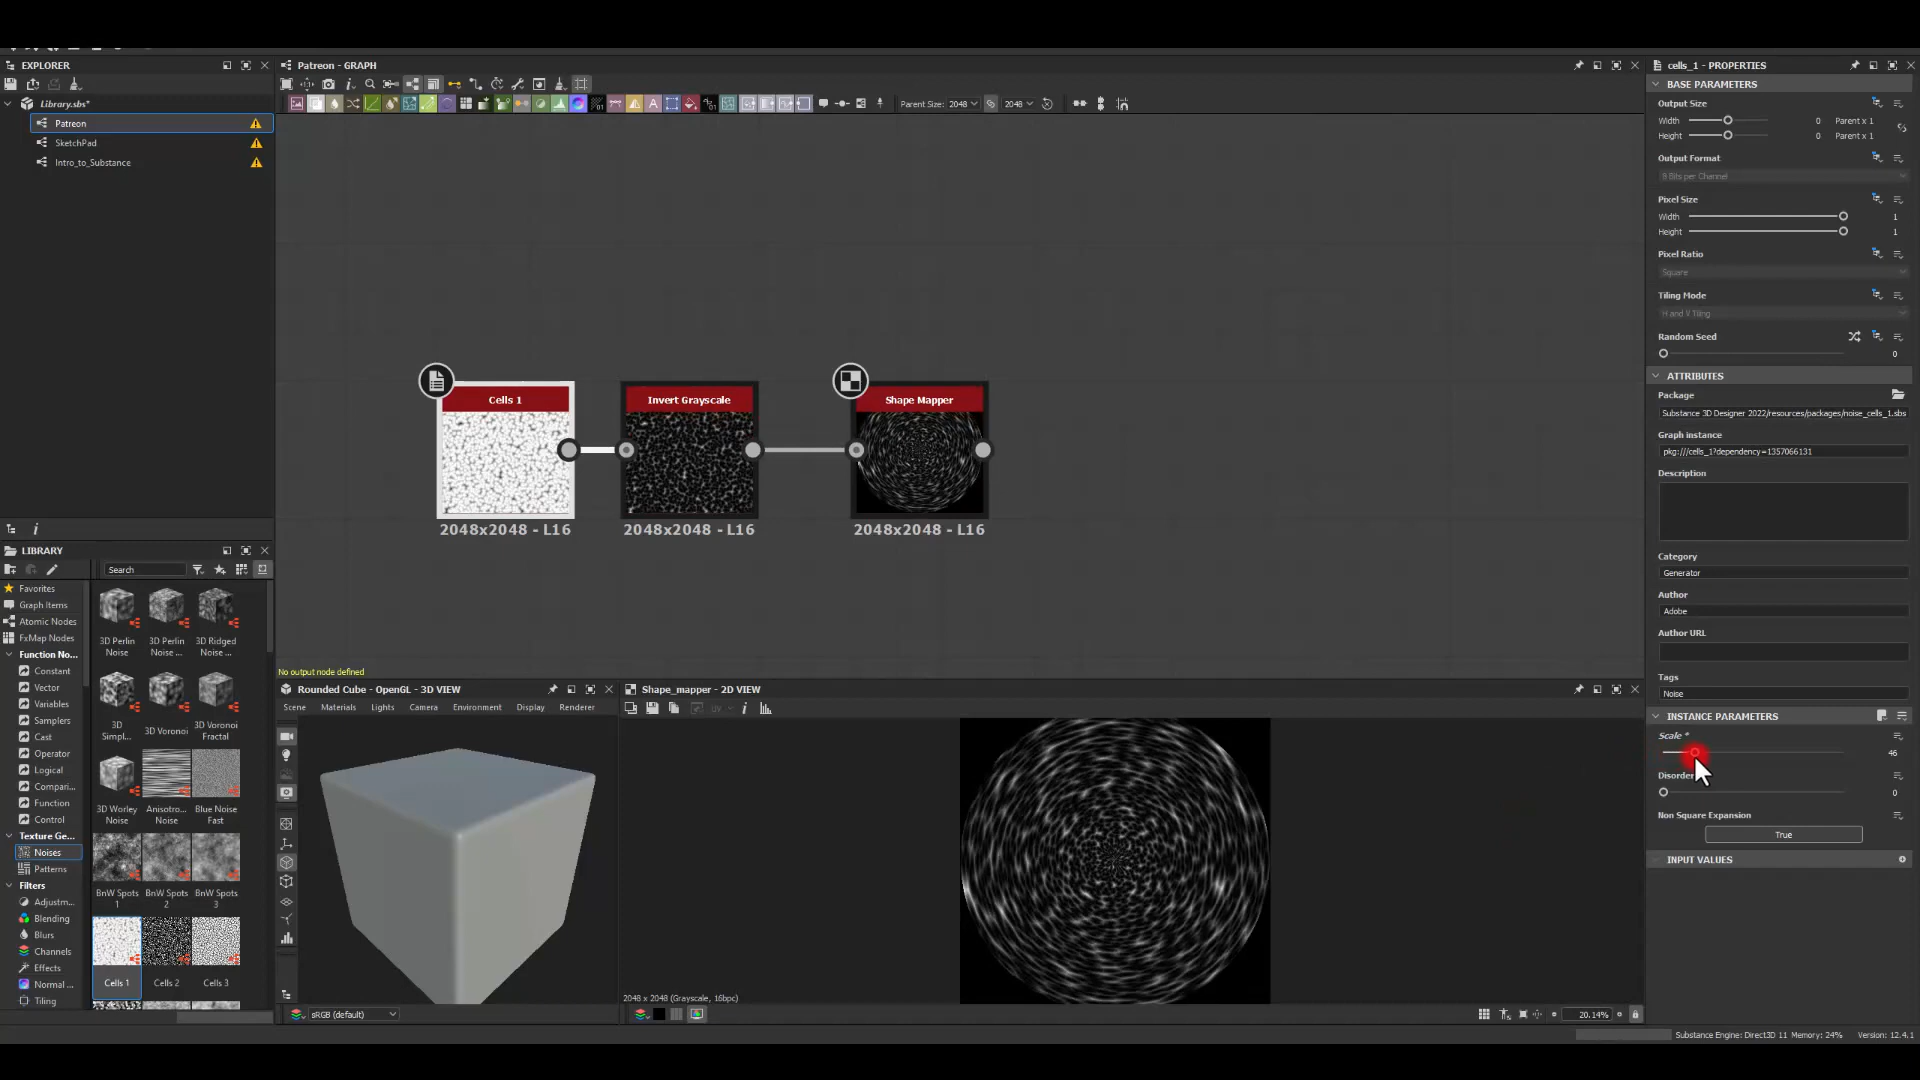 EXPLORER
Library.sbs*
Patreon
SketchPad
Intro_to_Substance
LIBRARY
Search
Favorites
Graph Items
Atomic Nodes
FxMap Nodes
Function No...
Constant
Vector
Variables
Samplers
Cast
Operator
Logical
Compari...
Function
Control
Texture Ge...
Noises
Patterns
Filters
Adjustm...
Blending
Blurs
Channels
Effects
Normal ...
Tiling
3D Perlin
Noise
3D Perlin
Noise ...
3D Ridged
Noise ...
3D
Simpl...
3D Voronoi
3D Voronoi
Fractal
3D Worley
Noise
Anisotro...
Noise
Blue Noise
Fast
BnW Spots
1
BnW Spots
2
BnW Spots
3
Cells 1
Cells 2
Cells 3
Patreon - GRAPH
Parent Size: 2048
2048
Cells 1
2048x2048 - L16
Invert Grayscale
2048x2048 - L16
Shape Mapper
2048x2048 - L16
No output node defined
Rounded Cube - OpenGL - 3D VIEW
Scene Materials Lights Camera Environment Display Renderer
sRGB (default)
Shape_mapper - 2D VIEW
UV
2048 x 2048 (Grayscale, 16bpc)
20.14%
cells_1 - PROPERTIES
BASE PARAMETERS
Output Size
Width 0 Parent x 1
Height 0 Parent x 1
Output Format
8 Bits per Channel
Pixel Size
Width 1
Height 1
Pixel Ratio
Square
Tiling Mode
H and V Tiling
Random Seed
0
ATTRIBUTES
Package
Substance 3D Designer 2022/resources/packages/noise_cells_1.sbs
Graph instance
pkg:///cells_1?dependency=1357066131
Description
Category
Generator
Author
Adobe
Author URL
Tags
Noise
INSTANCE PARAMETERS
Scale *
46
Disorder
0
Non Square Expansion
True
INPUT VALUES
Substance Engine: Direct3D 11 Memory: 24% Version: 12.4.1